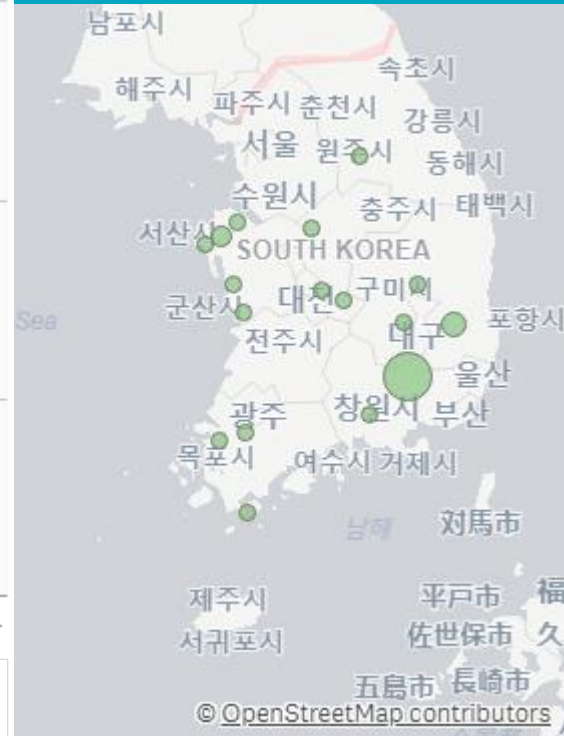 남포시
속초시
해주시
파주시
춘천시
강릉시
서울
원주시
동해시
수원시
충주시
태백시
서산시
SOUTH KOREA
대전
구미시
군산시
Sea
포항시
대구
전주시
울산
창원시
부산
광주
목포시
여수시
거제시
남해
対馬市
제주시
平戸市
福
서귀포시
佐世保市
久
五島市
長崎市
© OpenStreetMap contributors